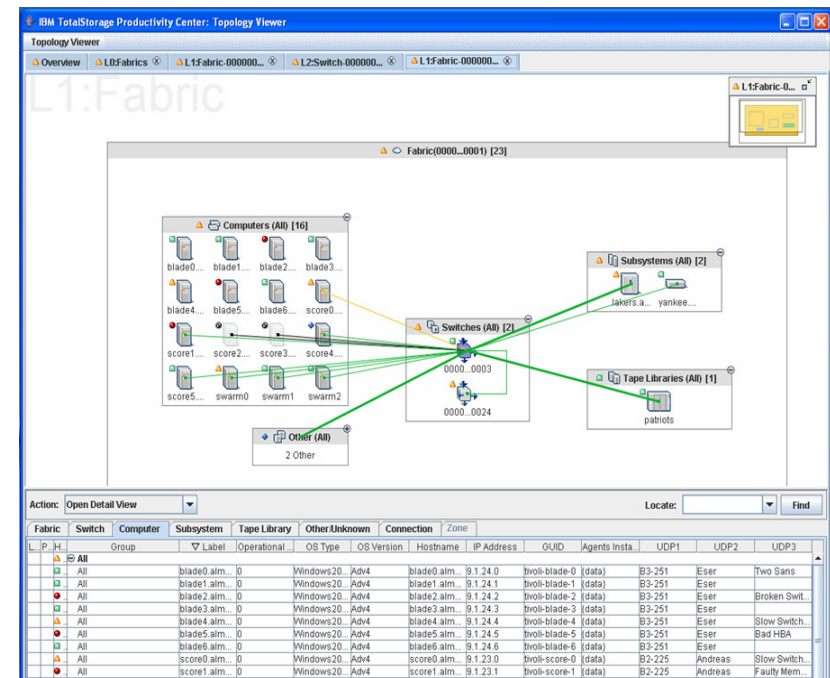 IBM TotalStorage Productivity Center: Topology Viewer
Topology Viewer
Overview L0:Fabrics L1:Fabric-000000... L2:Switch-000000... L1:Fabric-000000...
L1:Fabric
L1:Fabric-0...
Fabric(0000...0001) [23]
Computers (All) [16]
blade0.... blade1.... blade2.... blade3....
blade4.... blade5.... blade6.... score0....
score1.... score2.... score3.... score4....
score5.... swarm0 swarm1 swarm2
Subsystems (All) [2]
lakers.a... yankee....
Switches (All) [2]
0000...0003
0000...0024
Tape Libraries (All) [1]
patriots
Other (All)
2 Other
Action: Open Detail View Locate: Find
Fabric Switch Computer Subsystem Tape Library Other/Unknown Connection Zone
L... P... H... Group Label Operational ... OS Type OS Version Hostname IP Address GUID Agents Insta... UDP1 UDP2 UDP3
All
All blade0.alm... 0 Windows20... Adv4 blade0.alm... 9.1.24.0 tivoli-blade-0 {data} B3-251 Eser Two Sans
All blade1.alm... 0 Windows20... Adv4 blade1.alm... 9.1.24.1 tivoli-blade-1 {data} B3-251 Eser
All blade2.alm... 0 Windows20... Adv4 blade2.alm... 9.1.24.2 tivoli-blade-2 {data} B3-251 Eser Broken Swit...
All blade3.alm... 0 Windows20... Adv4 blade3.alm... 9.1.24.3 tivoli-blade-3 {data} B3-251 Eser
All blade4.alm... 0 Windows20... Adv4 blade4.alm... 9.1.24.4 tivoli-blade-4 {data} B3-251 Eser Slow Switch...
All blade5.alm... 0 Windows20... Adv4 blade5.alm... 9.1.24.5 tivoli-blade-5 {data} B3-251 Eser Bad HBA
All blade6.alm... 0 Windows20... Adv4 blade6.alm... 9.1.24.6 tivoli-blade-6 {data} B3-251 Eser
All score0.alm... 0 Windows20... Adv4 score0.alm... 9.1.23.0 tivoli-score-0 {data} B2-225 Andreas Slow Switch...
All score1.alm... 0 Windows20... Adv4 score1.alm... 9.1.23.1 tivoli-score-1 {data} B2-225 Andreas Faulty Mem...